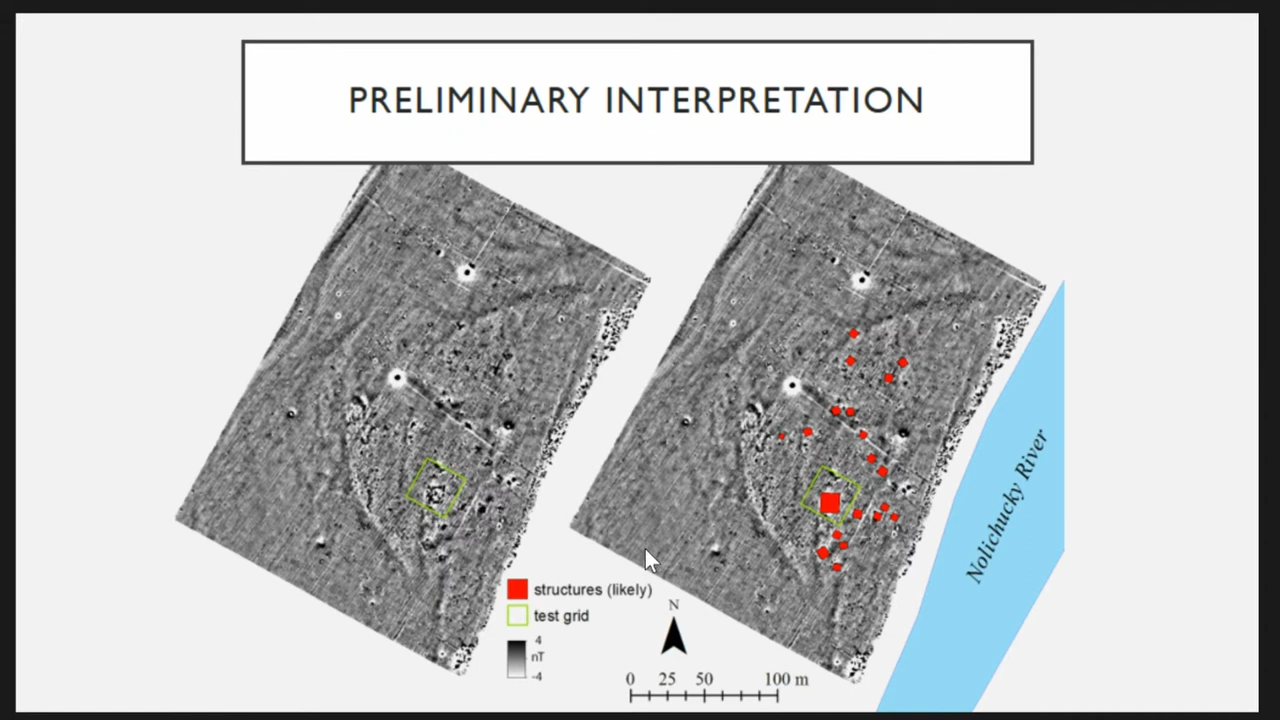 PRELIMINARY INTERPRETATION
Nolichucky River
structures (likely)
test grid
4
nT
-4
N
0 25 50 100 m